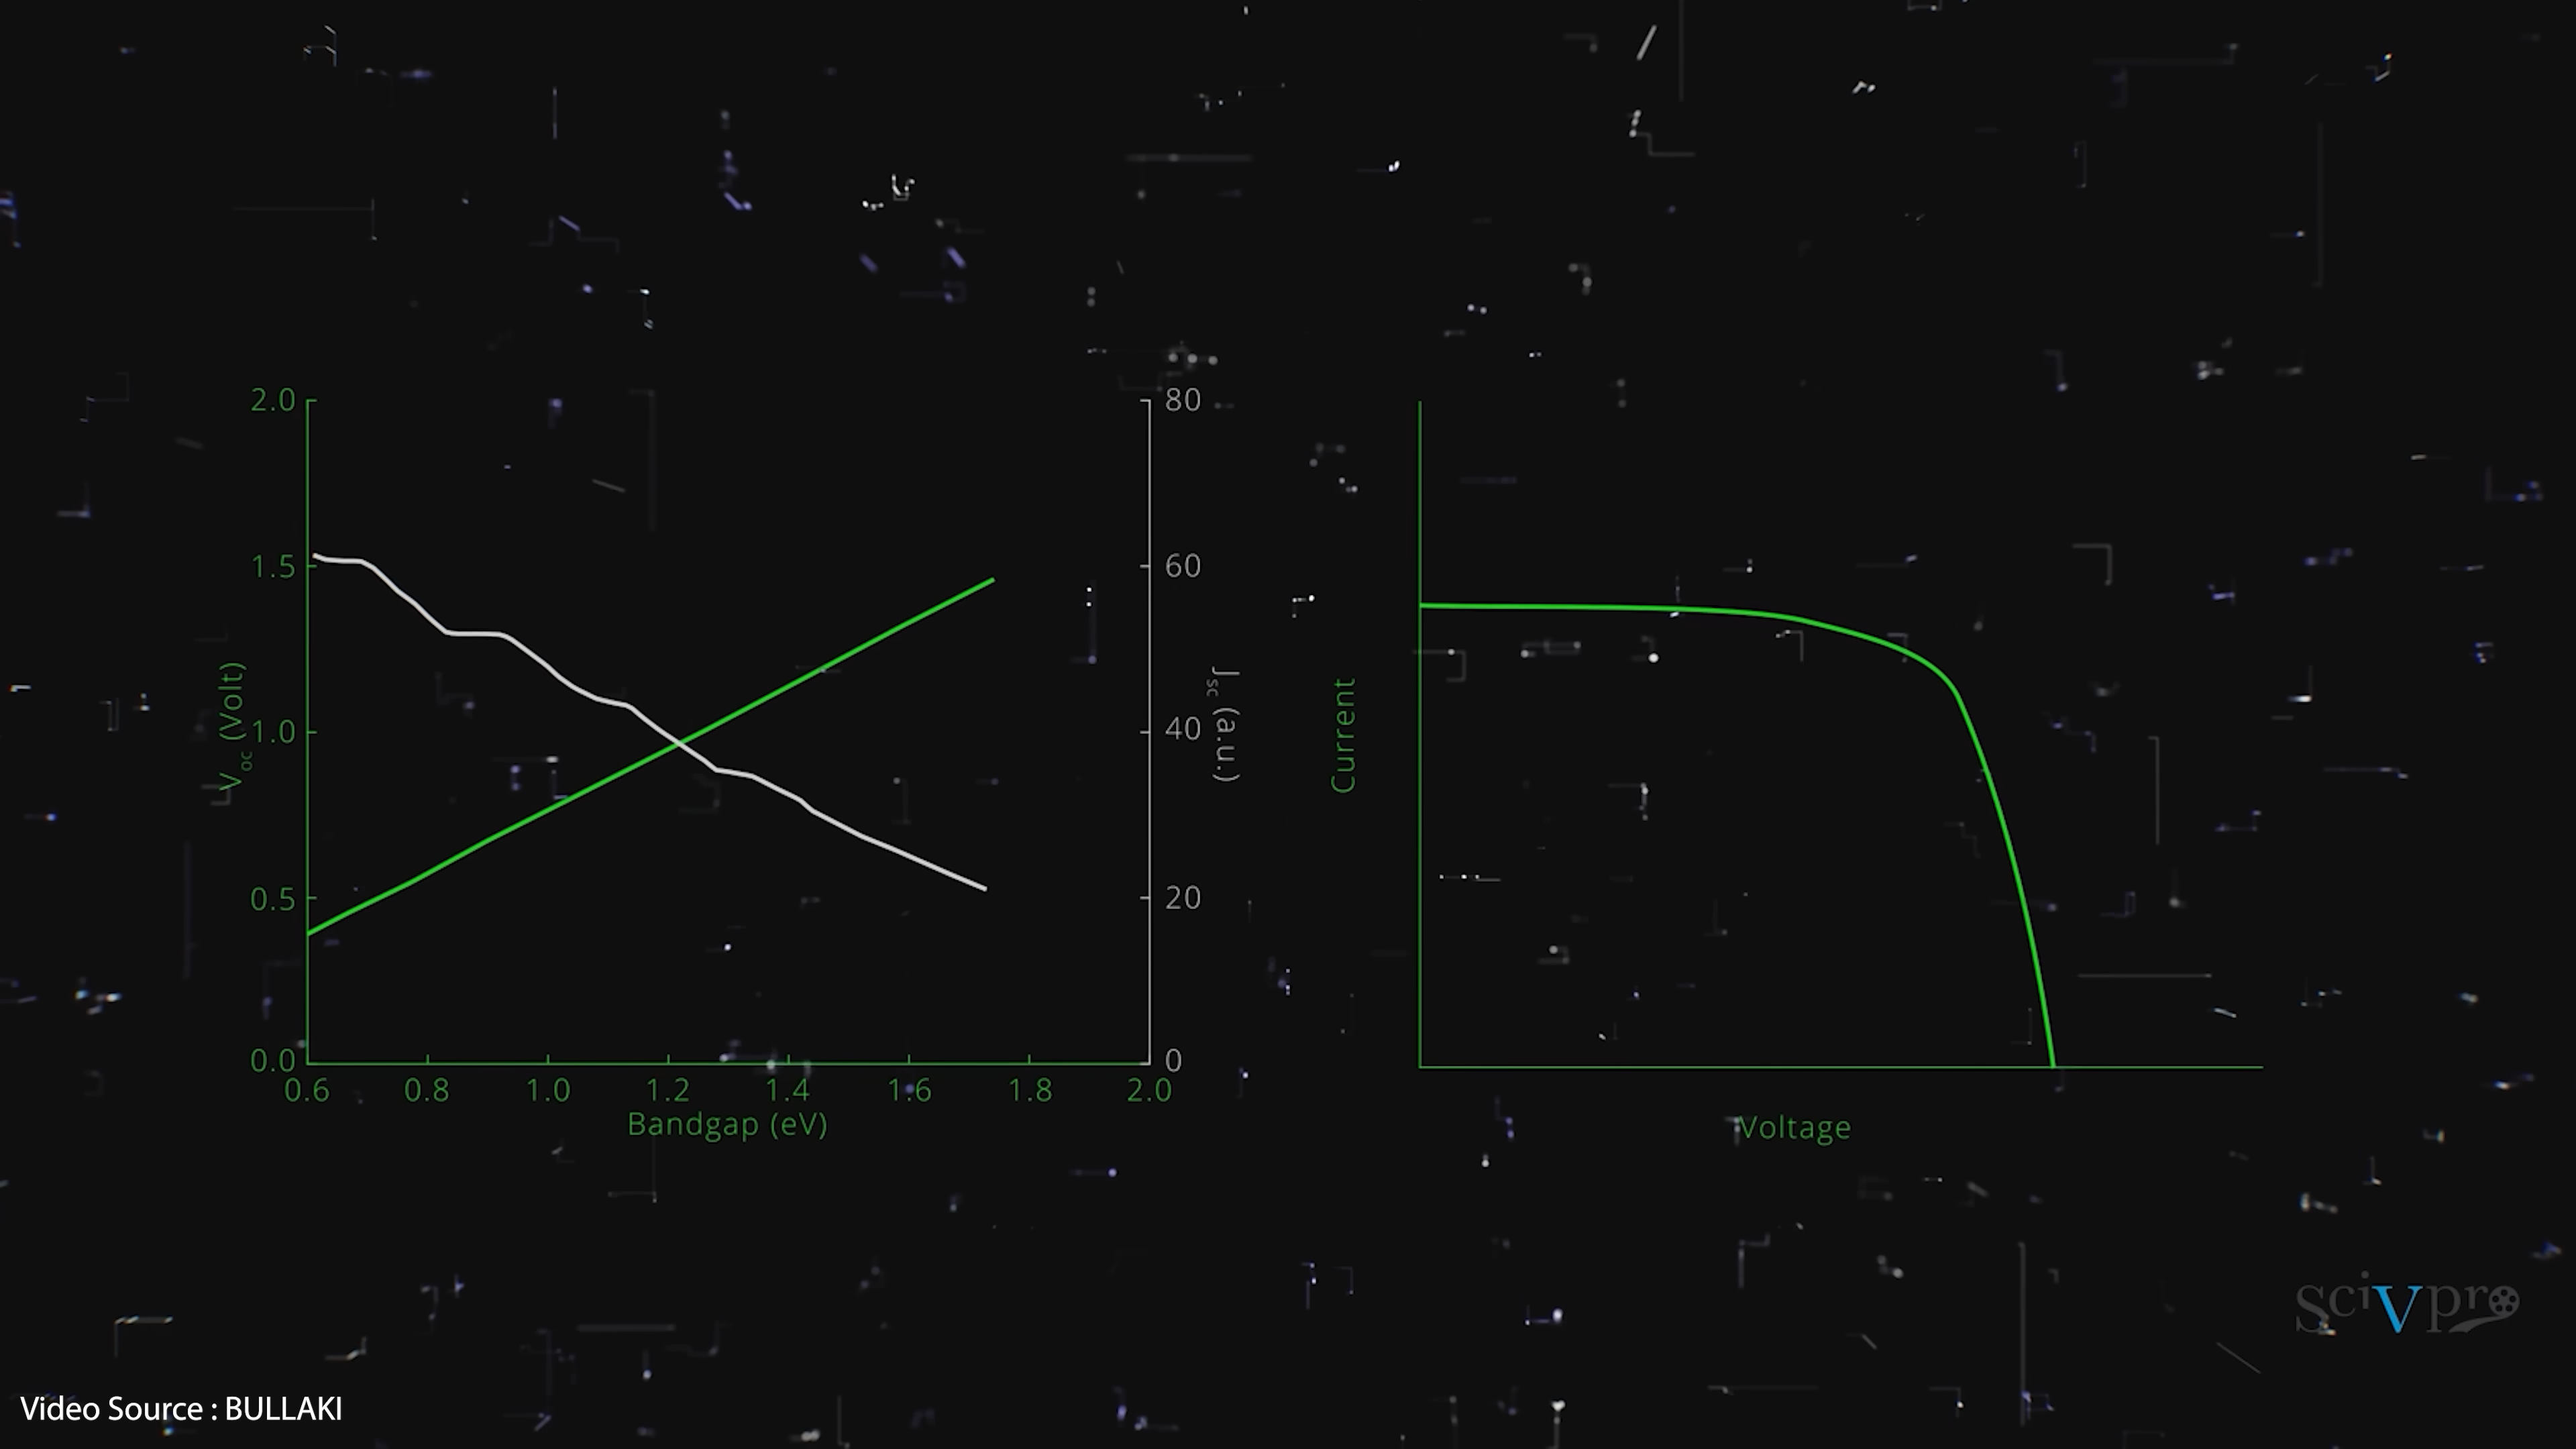 2.0
1.5
1.0
0.5
0.0
V oc (Volt)
80
60
40
20
0
J sc (a.u.)
0.6 0.8 1.0 1.2 1.4 1.6 1.8 2.0
Bandgap (eV)
Current
Voltage
sciVpro
Video Source : BULLAKI